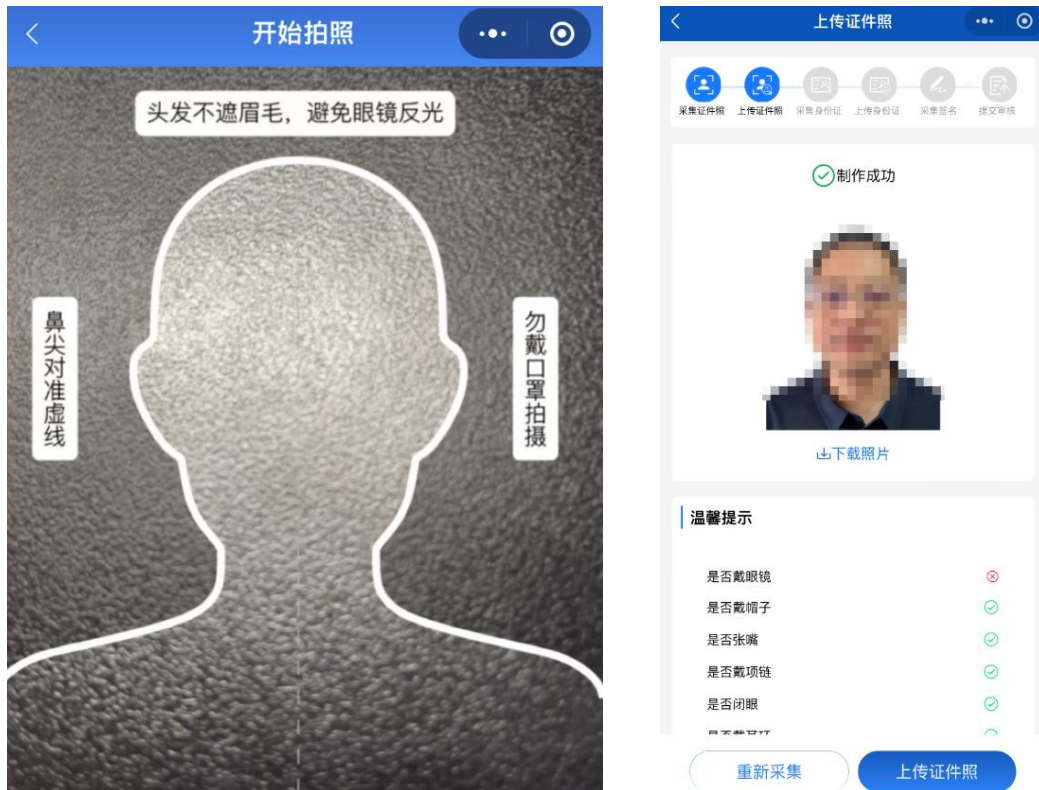 开始拍照
头发不遮眉毛，避免眼镜反光
鼻尖对准虚线
勿戴口罩拍摄
上传证件照
采集证件照
上传证件照
采集身份证
上传身份证
采集签名
提交审核
制作成功
下载照片
温馨提示
是否戴眼镜
是否戴帽子
是否张嘴
是否戴项链
是否闭眼
是否戴耳环
重新采集
上传证件照